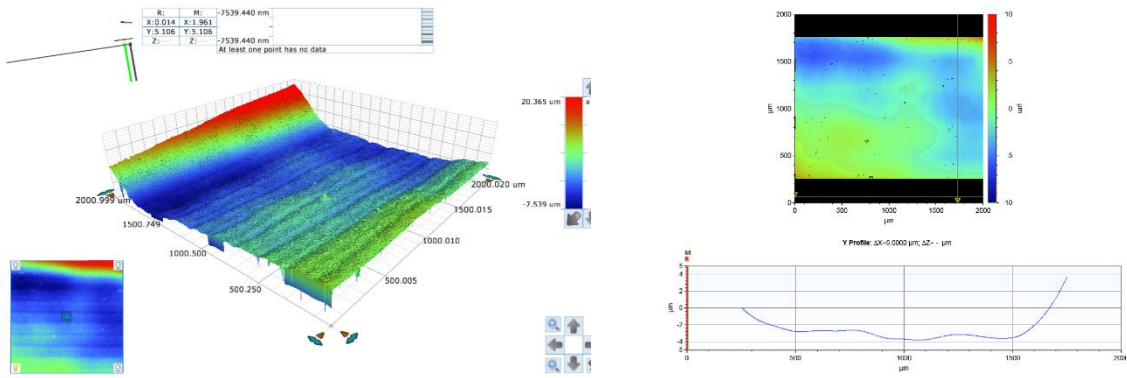 R: M: -7539.440 nm
X:0.014 X:1.961
Y:5.106 Y:5.106
Z: --- Z: --- -7539.440 nm
At least one point has no data
20.365 um
x
-7.539 um
2000.999 um
1500.749
1000.500
500.250
2000.020 um
1500.015
1000.010
500.005
2000
1500
1000
500
0
µm
0 500 1000 1500 2000
µm
10
5
0
-5
-10
µm
Y Profile: ΔX=5.0000 µm; ΔZ= - µm
M
R
5
4
2
0
-2
-4
-5
µm
0 500 1000 1500 2000
µm